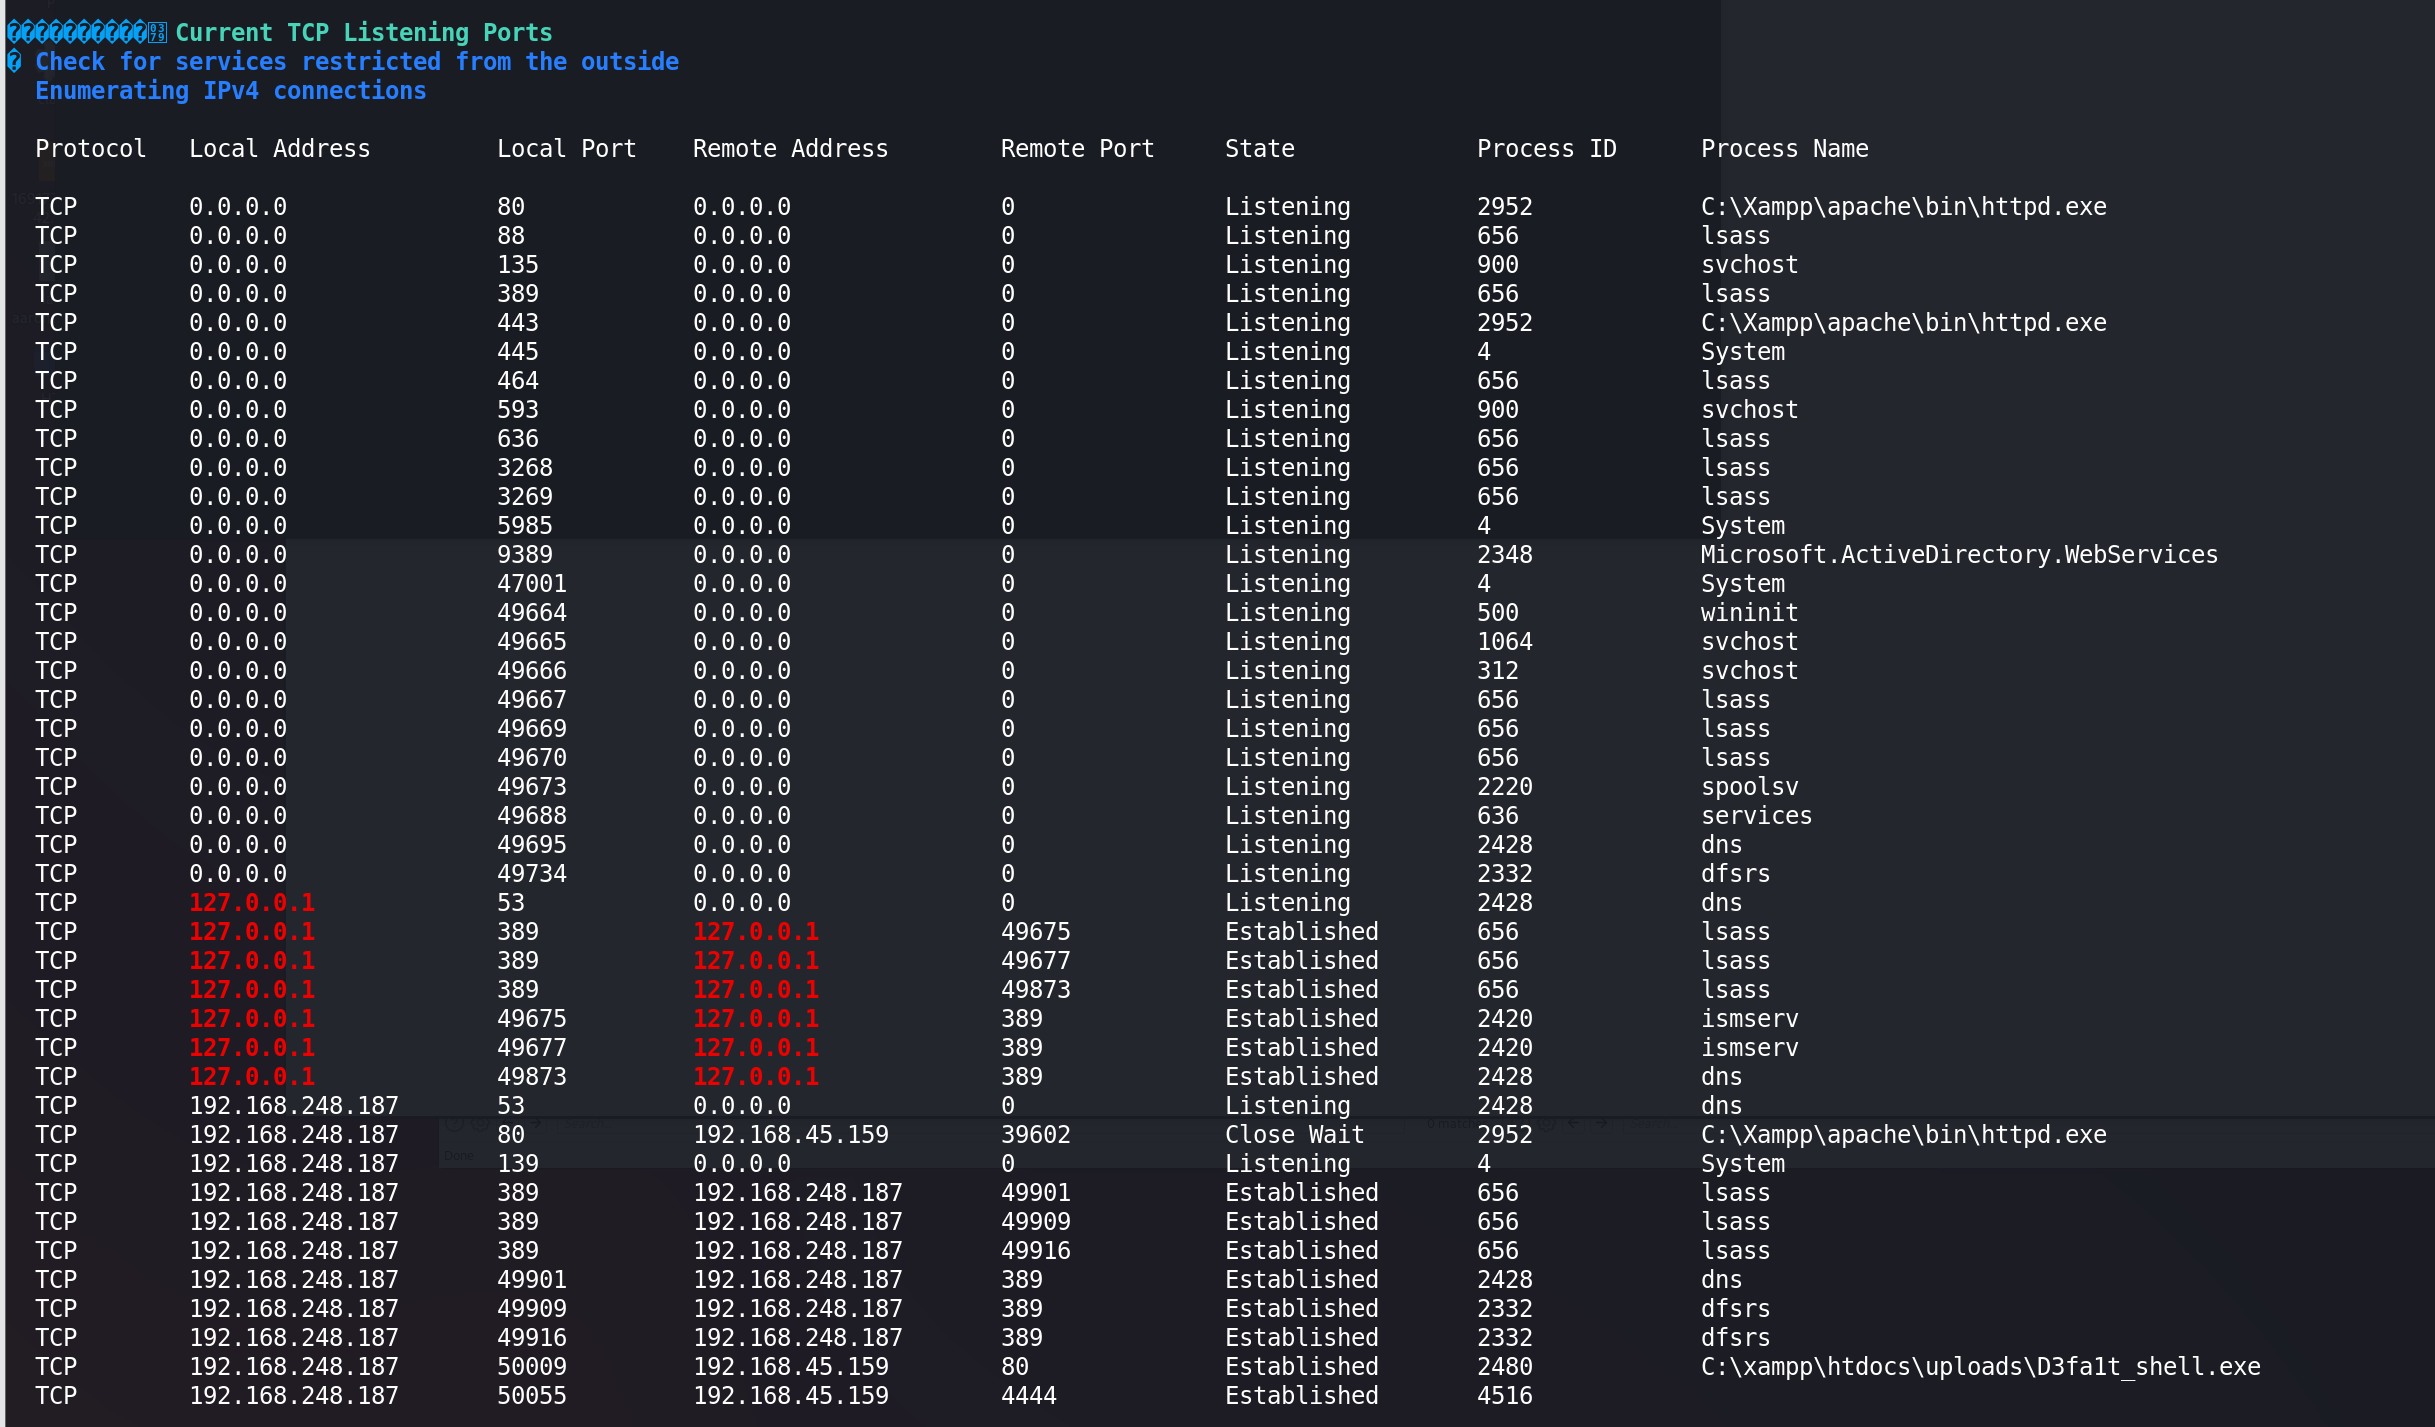 Current TCP Listening Ports
Check for services restricted from the outside
Enumerating IPv4 connections
Protocol Local Address Local Port Remote Address Remote Port State Process ID Process Name
TCP 0.0.0.0 80 0.0.0.0 0 Listening 2952 C:\Xampp\apache\bin\httpd.exe
TCP 0.0.0.0 88 0.0.0.0 0 Listening 656 lsass
TCP 0.0.0.0 135 0.0.0.0 0 Listening 900 svchost
TCP 0.0.0.0 389 0.0.0.0 0 Listening 656 lsass
TCP 0.0.0.0 443 0.0.0.0 0 Listening 2952 C:\Xampp\apache\bin\httpd.exe
TCP 0.0.0.0 445 0.0.0.0 0 Listening 4 System
TCP 0.0.0.0 464 0.0.0.0 0 Listening 656 lsass
TCP 0.0.0.0 593 0.0.0.0 0 Listening 900 svchost
TCP 0.0.0.0 636 0.0.0.0 0 Listening 656 lsass
TCP 0.0.0.0 3268 0.0.0.0 0 Listening 656 lsass
TCP 0.0.0.0 3269 0.0.0.0 0 Listening 656 lsass
TCP 0.0.0.0 5985 0.0.0.0 0 Listening 4 System
TCP 0.0.0.0 9389 0.0.0.0 0 Listening 2348 Microsoft.ActiveDirectory.WebServices
TCP 0.0.0.0 47001 0.0.0.0 0 Listening 4 System
TCP 0.0.0.0 49664 0.0.0.0 0 Listening 500 wininit
TCP 0.0.0.0 49665 0.0.0.0 0 Listening 1064 svchost
TCP 0.0.0.0 49666 0.0.0.0 0 Listening 312 svchost
TCP 0.0.0.0 49667 0.0.0.0 0 Listening 656 lsass
TCP 0.0.0.0 49669 0.0.0.0 0 Listening 656 lsass
TCP 0.0.0.0 49670 0.0.0.0 0 Listening 656 lsass
TCP 0.0.0.0 49673 0.0.0.0 0 Listening 2220 spoolsv
TCP 0.0.0.0 49688 0.0.0.0 0 Listening 636 services
TCP 0.0.0.0 49695 0.0.0.0 0 Listening 2428 dns
TCP 0.0.0.0 49734 0.0.0.0 0 Listening 2332 dfsrs
TCP 127.0.0.1 53 0.0.0.0 0 Listening 2428 dns
TCP 127.0.0.1 389 127.0.0.1 49675 Established 656 lsass
TCP 127.0.0.1 389 127.0.0.1 49677 Established 656 lsass
TCP 127.0.0.1 389 127.0.0.1 49873 Established 656 lsass
TCP 127.0.0.1 49675 127.0.0.1 389 Established 2420 ismserv
TCP 127.0.0.1 49677 127.0.0.1 389 Established 2420 ismserv
TCP 127.0.0.1 49873 127.0.0.1 389 Established 2428 dns
TCP 192.168.248.187 53 0.0.0.0 0 Listening 2428 dns
TCP 192.168.248.187 80 192.168.45.159 39602 Close Wait 2952 C:\Xampp\apache\bin\httpd.exe
TCP 192.168.248.187 139 0.0.0.0 0 Listening 4 System
TCP 192.168.248.187 389 192.168.248.187 49901 Established 656 lsass
TCP 192.168.248.187 389 192.168.248.187 49909 Established 656 lsass
TCP 192.168.248.187 389 192.168.248.187 49916 Established 656 lsass
TCP 192.168.248.187 49901 192.168.248.187 389 Established 2428 dns
TCP 192.168.248.187 49909 192.168.248.187 389 Established 2332 dfsrs
TCP 192.168.248.187 49916 192.168.248.187 389 Established 2332 dfsrs
TCP 192.168.248.187 50009 192.168.45.159 80 Established 2480 C:\xampp\htdocs\uploads\D3fa1t_shell.exe
TCP 192.168.248.187 50055 192.168.45.159 4444 Established 4516